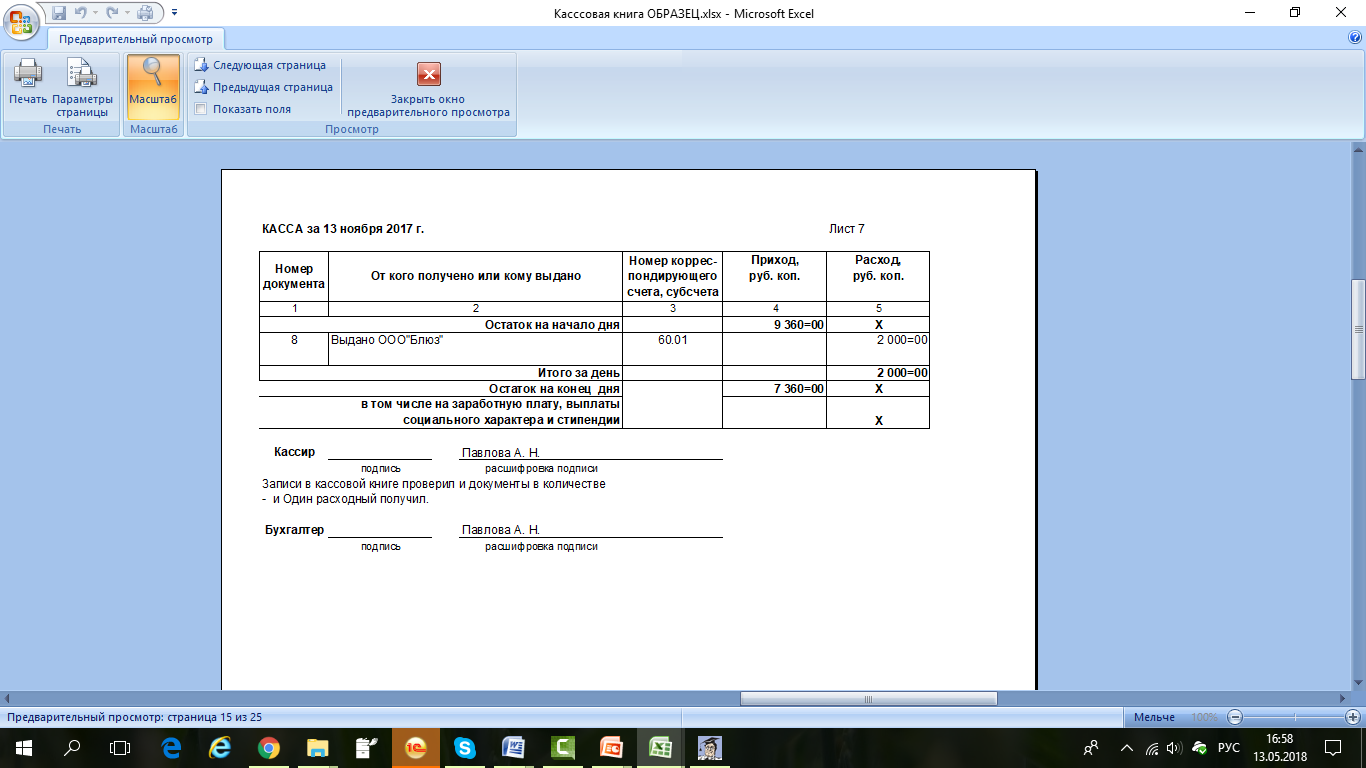 Касссовая книга ОБРАЗЕЦ.xlsx - Microsoft Excel
Предварительный просмотр
Печать
Параметры страницы
Масштаб
Следующая страница
Предыдущая страница
Показать поля
Закрыть окно
предварительного просмотра
Печать
Масштаб
Просмотр
КАССА за 13 ноября 2017 г. Лист 7
Номер документа
От кого получено или кому выдано
Номер коррес-
пондирующего
счета, субсчета
Приход,
руб. коп.
Расход,
руб. коп.
1 2 3 4 5
Остаток на начало дня 9 360=00 X
8 Выдано ООО"Блюз" 60.01 2 000=00
Итого за день 2 000=00
Остаток на конец дня 7 360=00 X
в том числе на заработную плату, выплаты
социального характера и стипендии X
Кассир Павлова А. Н.
подпись расшифровка подписи
Записи в кассовой книге проверил и документы в количестве
- и Один расходный получил.
Бухгалтер Павлова А. Н.
подпись расшифровка подписи
Предварительный просмотр: страница 15 из 25
Мельче 100%
1С
РУС
16:58
13.05.2018